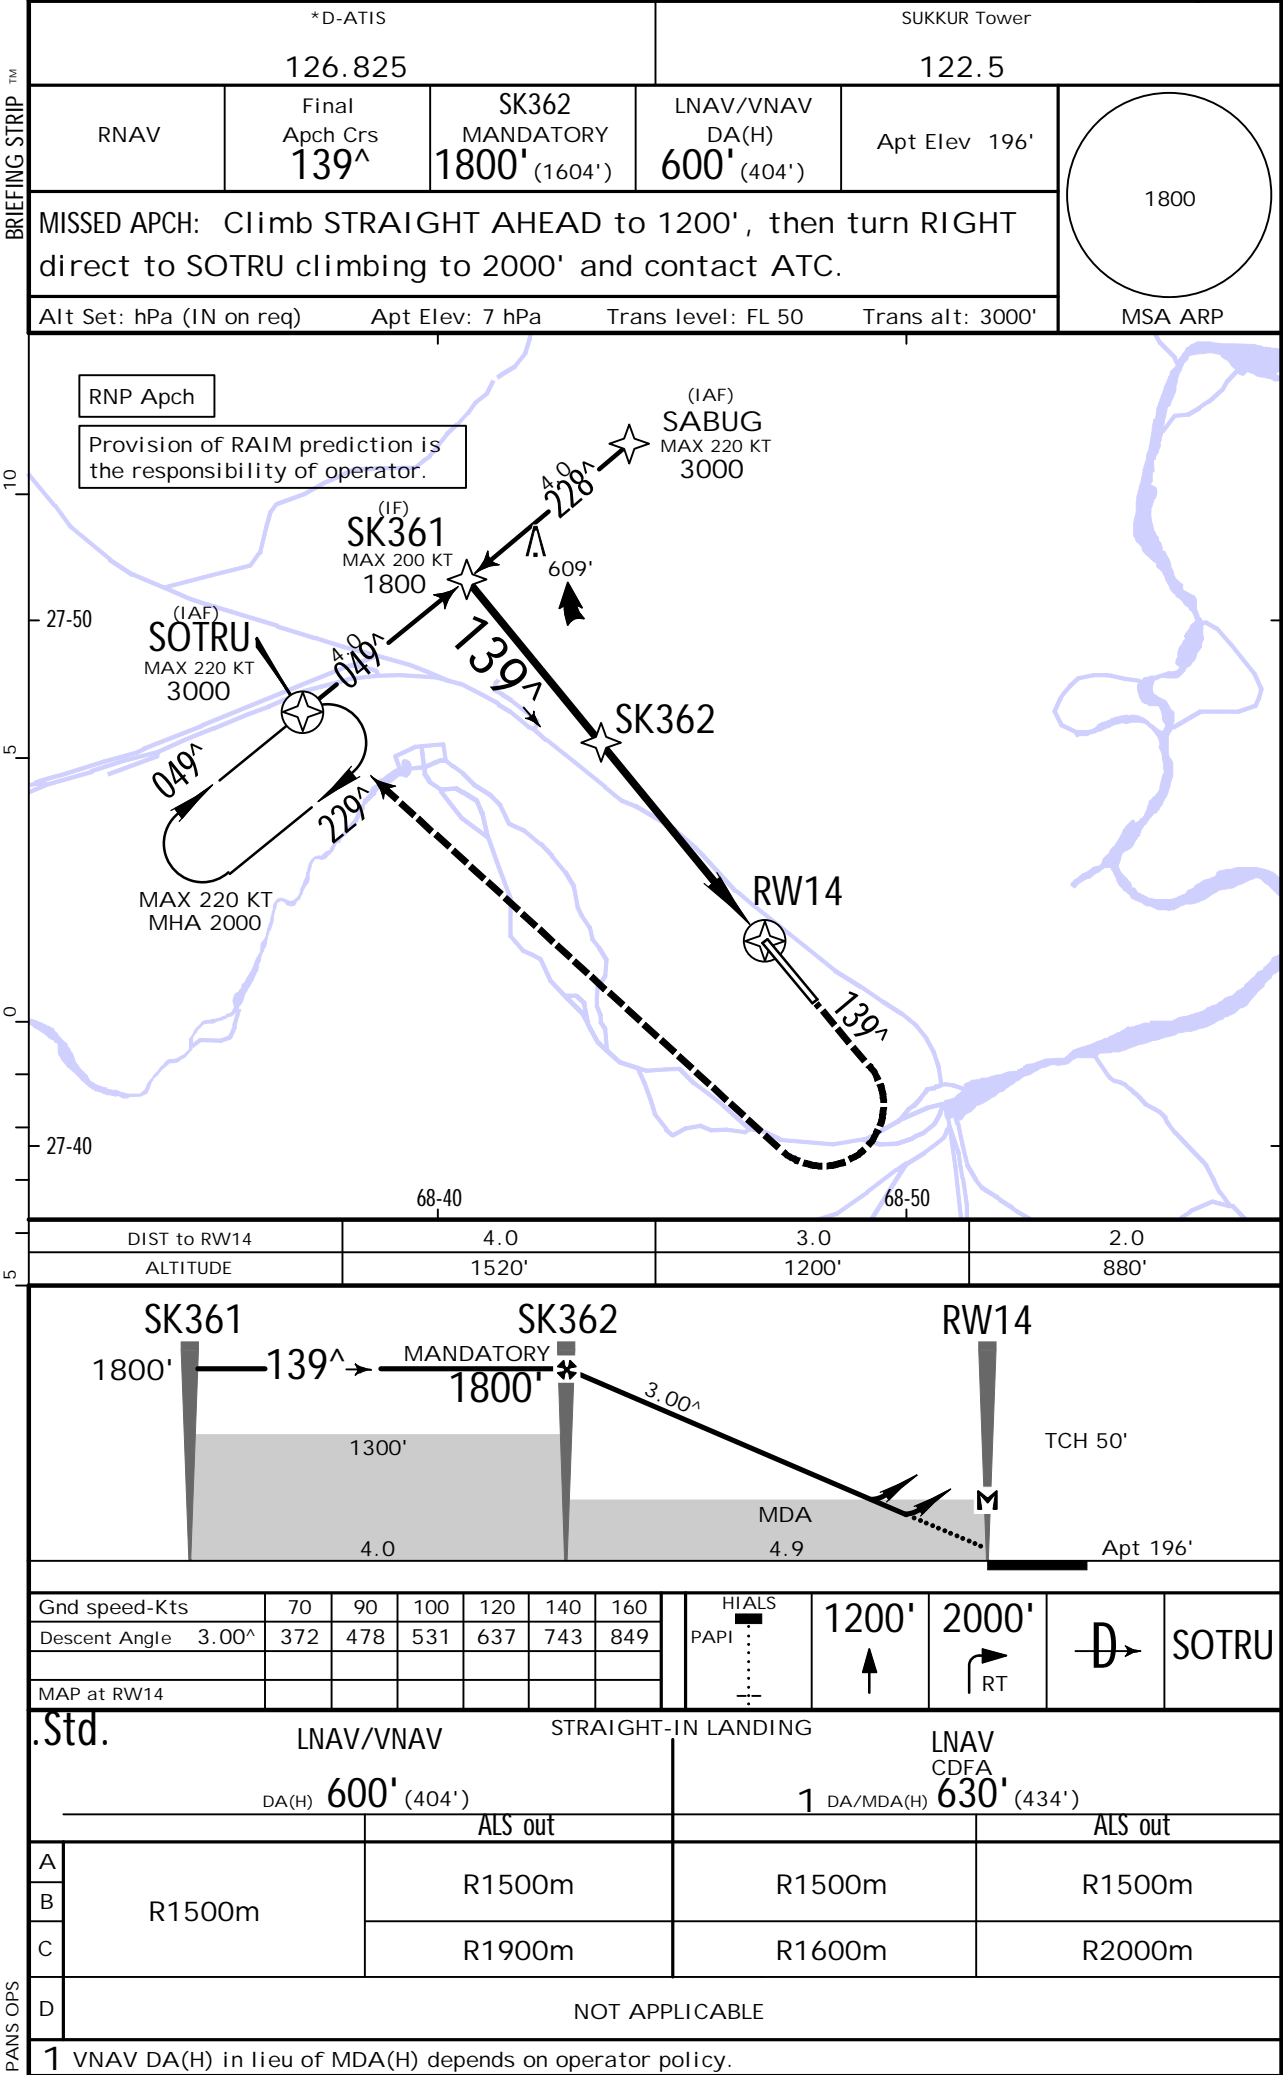 BRIEFING STRIP TM
*D-ATIS
126.825
SUKKUR Tower
122.5
RNAV
Final
Apch Crs
139^
SK362
MANDATORY
1800' (1604')
LNAV/VNAV
DA(H)
600' (404')
Apt Elev 196'
1800
MSA ARP
MISSED APCH: Climb STRAIGHT AHEAD to 1200', then turn RIGHT
direct to SOTRU climbing to 2000' and contact ATC.
Alt Set: hPa (IN on req) Apt Elev: 7 hPa Trans level: FL 50 Trans alt: 3000'
RNP Apch
Provision of RAIM prediction is
the responsibility of operator.
(IAF)
SABUG
MAX 220 KT
3000
4.0
228^
(IF)
SK361
MAX 200 KT
1800
609'
10
27-50
(IAF)
SOTRU
MAX 220 KT
3000
4.0
049^
139^
SK362
5
049^
229^
MAX 220 KT
MHA 2000
RW14
139^
0
27-40
68-40
68-50
5
DIST to RW14 4.0 3.0 2.0
ALTITUDE 1520' 1200' 880'
SK361
SK362
RW14
1800'
139^
MANDATORY
1800'
3.00^
TCH 50'
1300'
MDA
M
4.0
4.9
Apt 196'
Gnd speed-Kts 70 90 100 120 140 160
Descent Angle 3.00^ 372 478 531 637 743 849
MAP at RW14
HIALS
PAPI
1200'
2000'
RT
D
SOTRU
.Std.
STRAIGHT-IN LANDING
LNAV/VNAV
DA(H) 600' (404')
LNAV
CDFA
1 DA/MDA(H) 630' (434')
ALS out
ALS out
A
B
C
D
R1500m
R1500m
R1500m
R1500m
R1900m
R1600m
R2000m
NOT APPLICABLE
PANS OPS
1 VNAV DA(H) in lieu of MDA(H) depends on operator policy.